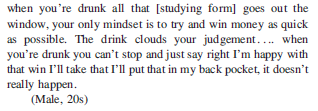 when you're drunk all that [studying form] goes out the
window, your only mindset is to try and win money as quick
as possible. The drink clouds your judgement.... when
you're drunk you can't stop and just say right I'm happy with
that win I'll take that I'll put that in my back pocket, it doesn't
really happen.
(Male, 20s)